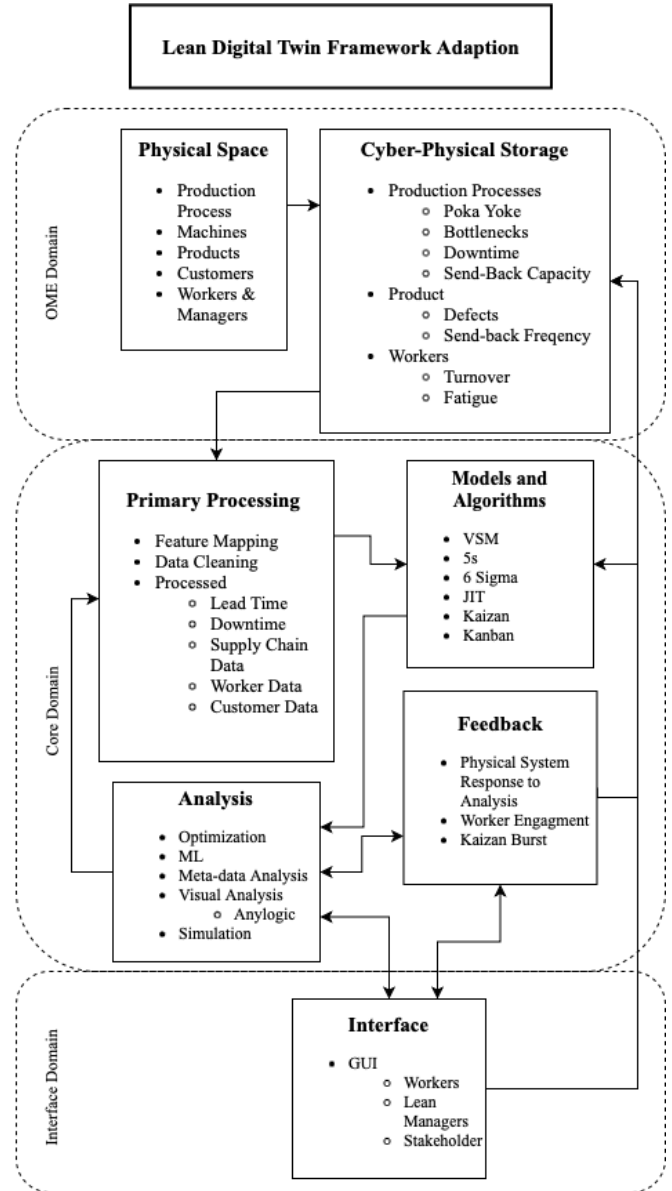 Lean Digital Twin Framework Adaption
OME Domain
Physical Space
Production
Process
Machines
Products
Customers
Workers &
Managers
Cyber-Physical Storage
Production Processes
Poka Yoke
Bottlenecks
Downtime
Send-Back Capacity
Product
Defects
Send-back Freqency
Workers
Turnover
Fatigue
Core Domain
Primary Processing
Feature Mapping
Data Cleaning
Processed
Lead Time
Downtime
Supply Chain
Data
Worker Data
Customer Data
Models and
Algorithms
VSM
5s
6 Sigma
JIT
Kaizan
Kanban
Feedback
Physical System
Response to
Analysis
Worker Engagment
Kaizan Burst
Analysis
Optimization
ML
Meta-data Analysis
Visual Analysis
Anylogic
Simulation
Interface Domain
Interface
GUI
Workers
Lean
Managers
Stakeholder